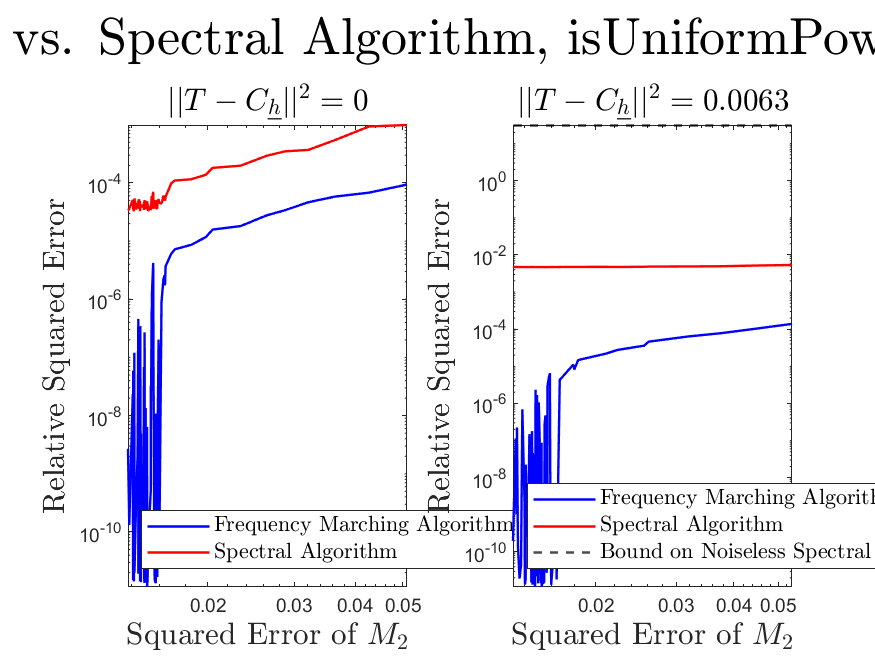 vs. Spectral Algorithm, isUniformPow
||T − C_h||² = 0
Relative Squared Error
10⁻⁴
10⁻⁶
10⁻⁸
10⁻¹⁰
Frequency Marching Algorithm
Spectral Algorithm
0.02 0.03 0.04 0.05
Squared Error of M₂
||T − C_h||² = 0.0063
Relative Squared Error
10⁰
10⁻²
10⁻⁴
10⁻⁶
10⁻⁸
10⁻¹⁰
Frequency Marching Algorith
Spectral Algorithm
Bound on Noiseless Spectral
0.02 0.03 0.04 0.05
Squared Error of M₂